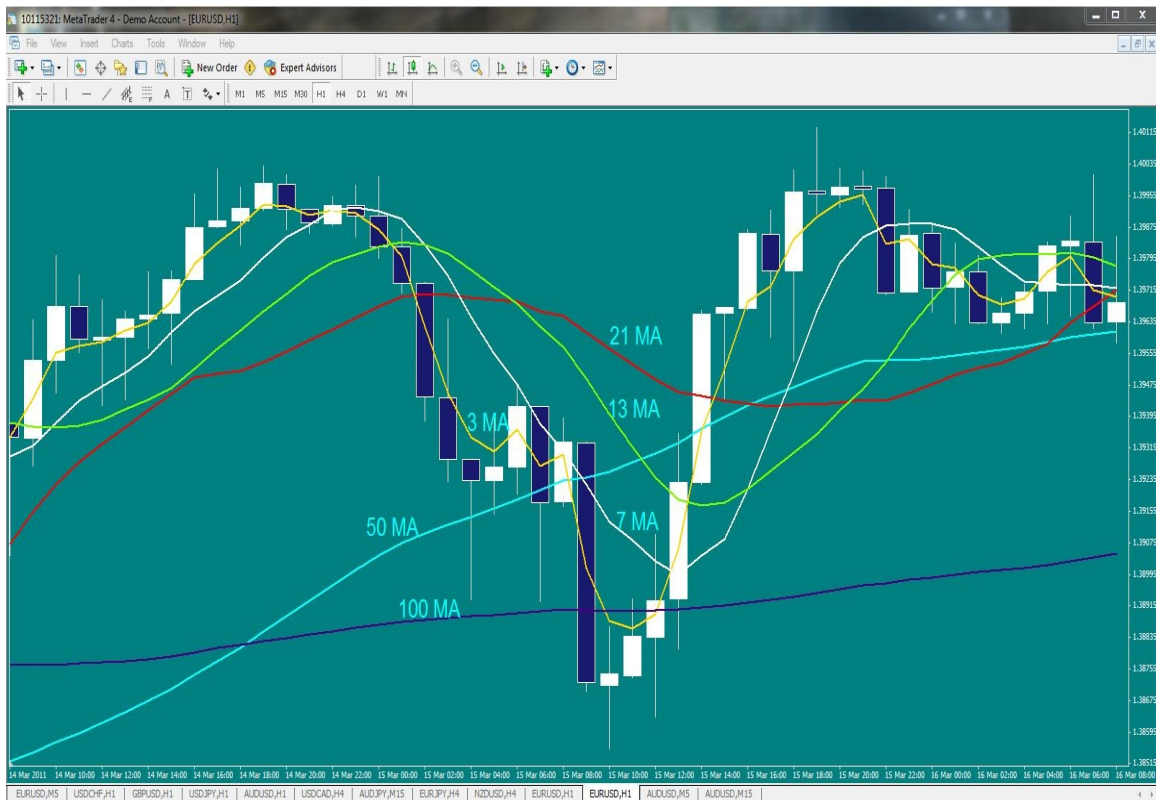 10115321: MetaTrader 4 - Demo Account - [EURUSD,H1]
File View Insert Charts Tools Window Help
New Order Expert Advisors
A T M1 M5 M15 M30 H1 H4 D1 W1 MN
1.40115
1.40035
1.39955
1.39875
1.39795
1.39715
1.39635
21 MA
1.39555
1.39475
13 MA
1.39395
3 MA
1.39315
1.39235
1.39155
7 MA
50 MA
1.39075
1.38995
1.38915
100 MA
1.38835
1.38755
1.38675
1.38595
1.38515
14 Mar 2011 14 Mar 10:00 14 Mar 12:00 14 Mar 14:00 14 Mar 16:00 14 Mar 18:00 14 Mar 20:00 14 Mar 22:00 15 Mar 00:00 15 Mar 02:00 15 Mar 04:00 15 Mar 06:00 15 Mar 08:00 15 Mar 10:00 15 Mar 12:00 15 Mar 14:00 15 Mar 16:00 15 Mar 18:00 15 Mar 20:00 15 Mar 22:00 16 Mar 00:00 16 Mar 02:00 16 Mar 04:00 16 Mar 06:00 16 Mar 08:00
EURUSD,M5 USDCHF,H1 GBPUSD,H1 USDJPY,H1 AUDUSD,H1 USDCAD,H4 AUDJPY,M15 EURJPY,H4 NZDUSD,H4 EURUSD,H1 EURUSD,H1 AUDUSD,M5 AUDUSD,M15